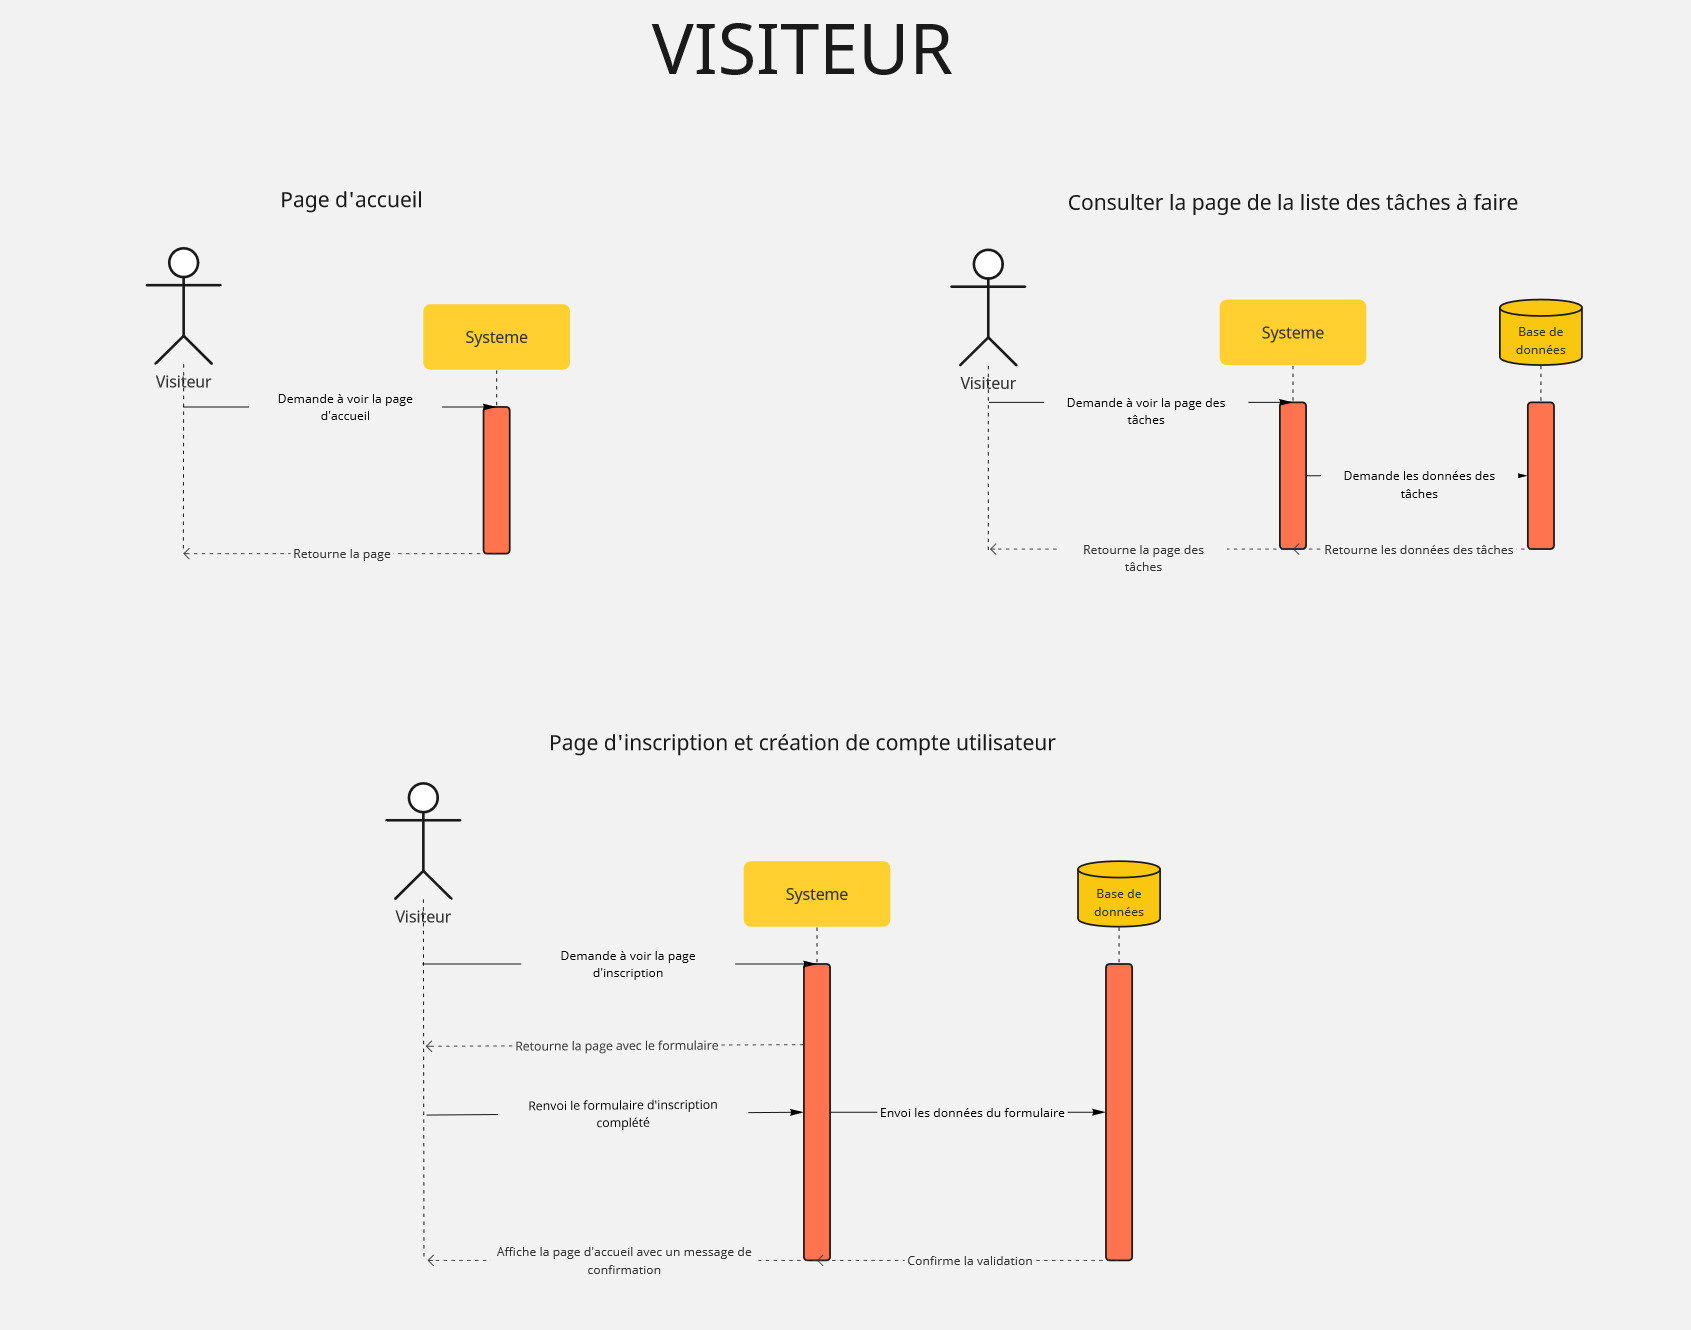 VISITEUR
Page d'accueil
Systeme
Visiteur
Demande à voir la page
d'accueil
Retourne la page
Consulter la page de la liste des tâches à faire
Systeme
Base de
données
Visiteur
Demande à voir la page des
tâches
Demande les données des
tâches
Retourne la page des
tâches
Retourne les données des tâches
Page d'inscription et création de compte utilisateur
Systeme
Base de
données
Visiteur
Demande à voir la page
d'inscription
Retourne la page avec le formulaire
Renvoi le formulaire d'inscription
complété
Envoi les données du formulaire
Affiche la page d'accueil avec un message de
confirmation
Confirme la validation